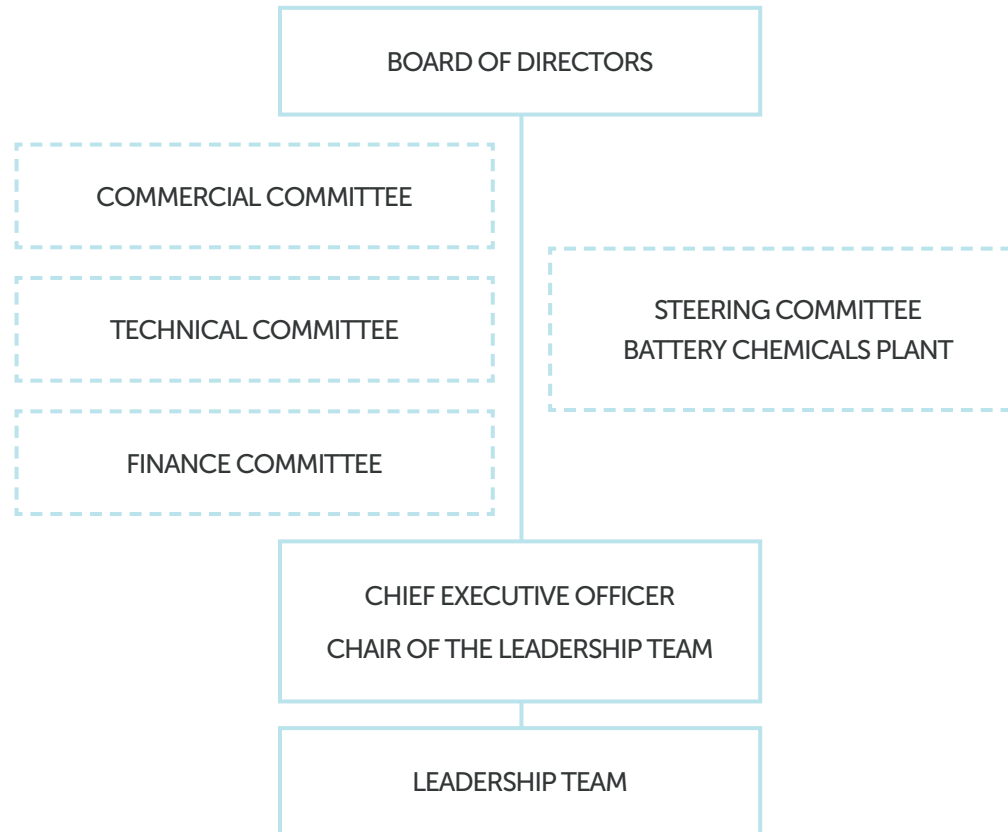 BOARD OF DIRECTORS
COMMERCIAL COMMITTEE
TECHNICAL COMMITTEE
FINANCE COMMITTEE
STEERING COMMITTEE
BATTERY CHEMICALS PLANT
CHIEF EXECUTIVE OFFICER
CHAIR OF THE LEADERSHIP TEAM
LEADERSHIP TEAM